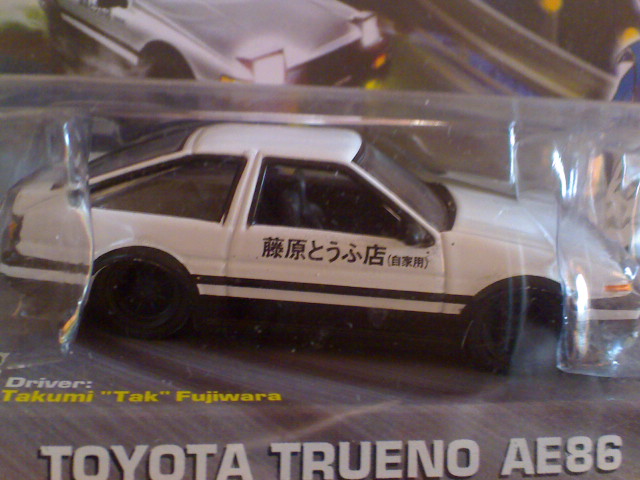 藤原とうふ店(自家用)
Driver:
Takumi "Tak" Fujiwara
TOYOTA TRUENO AE86